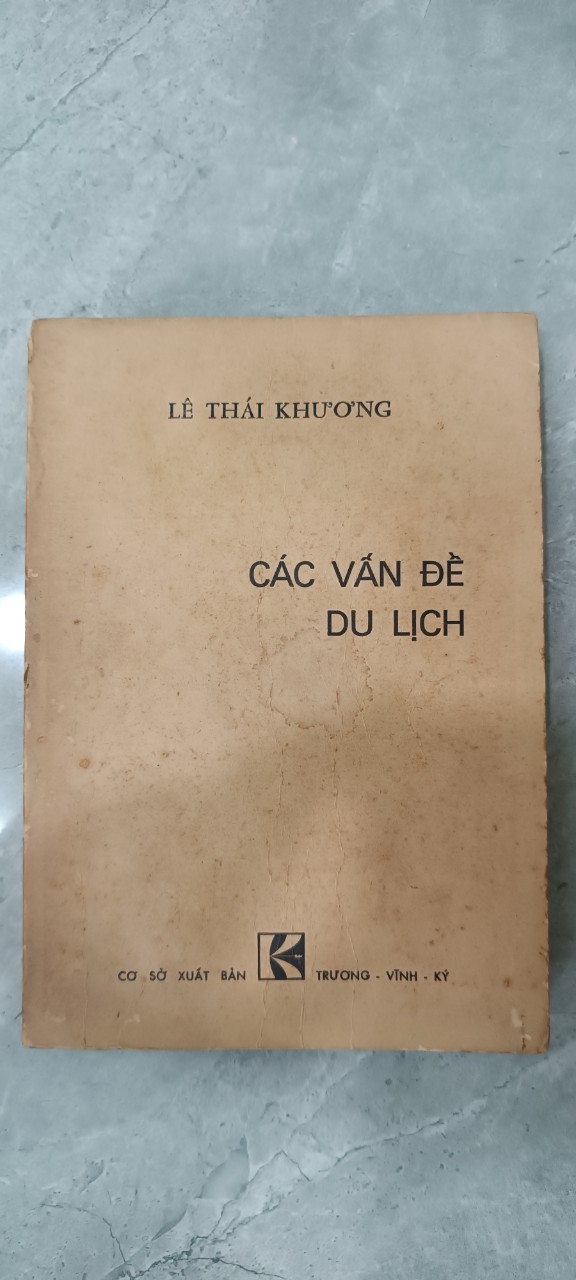 LÊ THÁI KHƯƠNG
CÁC VẤN ĐỀ
DU LỊCH
CƠ SỞ XUẤT BẢN TRƯƠNG - VĨNH - KÝ